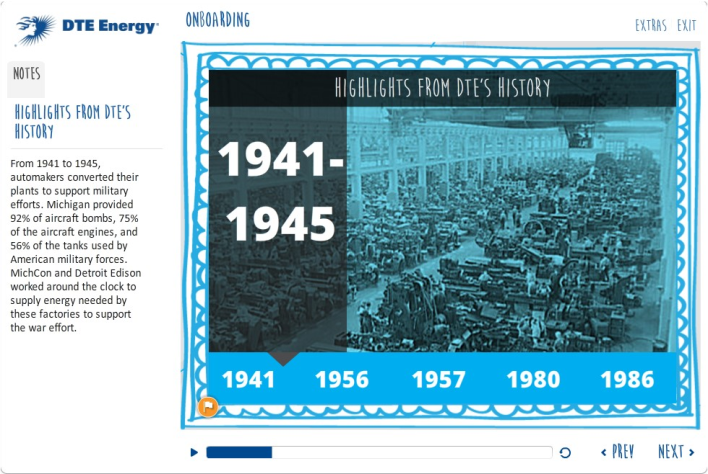 DTE Energy®
ONBOARDING
EXTRAS EXIT
NOTES
HIGHLIGHTS FROM DTE'S
HISTORY
From 1941 to 1945,
automakers converted their
plants to support military
efforts. Michigan provided
92% of aircraft bombs, 75%
of the aircraft engines, and
56% of the tanks used by
American military forces.
MichCon and Detroit Edison
worked around the clock to
supply energy needed by
these factories to support
the war effort.
HIGHLIGHTS FROM DTE'S HISTORY
1941-
1945
1941 1956 1957 1980 1986
‹ PREV NEXT ›